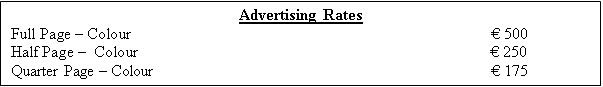 Advertising Rates
Full Page – Colour € 500
Half Page – Colour € 250
Quarter Page – Colour € 175